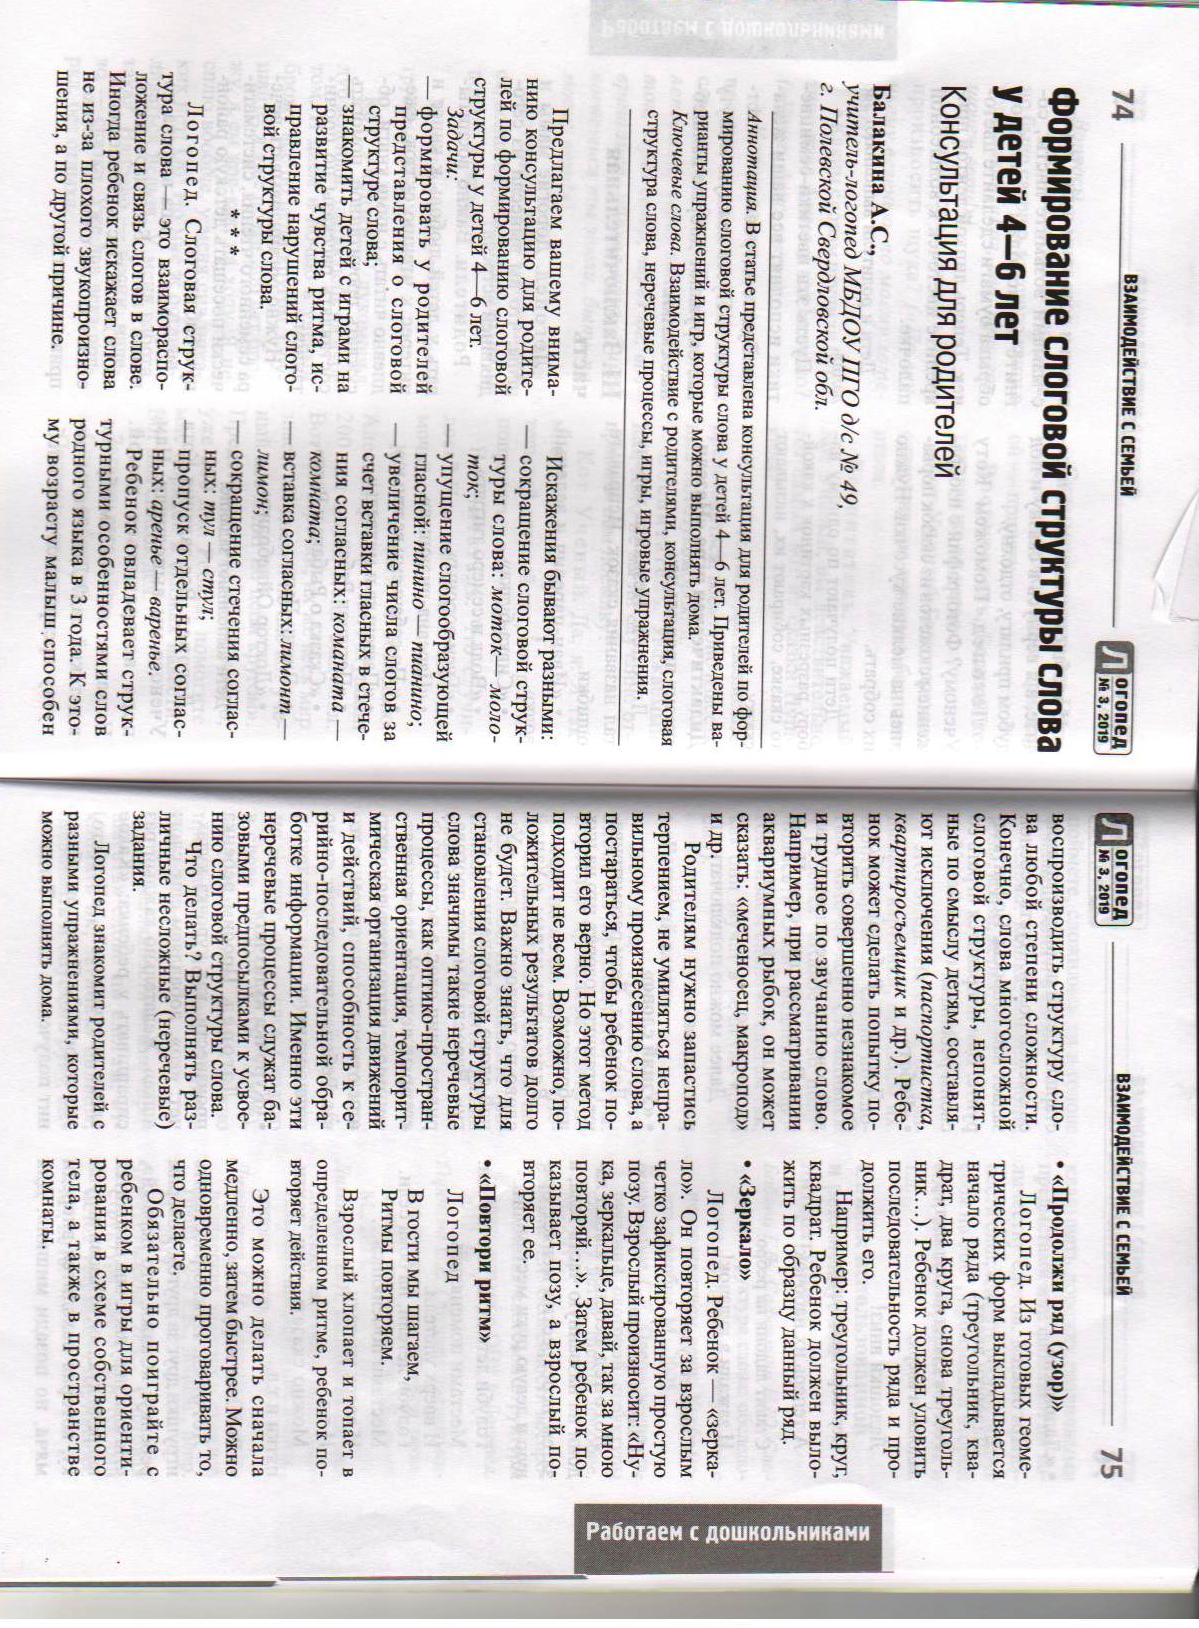 74
ВЗАИМОДЕЙСТВИЕ С СЕМЬЕЙ
Логопед
№ 3, 2019
Формирование слоговой структуры слова
у детей 4—6 лет
Консультация для родителей
Балакина А.С.,
учитель-логопед МБДОУ ПГО д/с № 49,
г. Полевской Свердловской обл.
Аннотация. В статье представлена консультация для родителей по фор-
мированию слоговой структуры слова у детей 4—6 лет. Приведены ва-
рианты упражнений и игр, которые можно выполнять дома.
Ключевые слова. Взаимодействие с родителями, консультация, слоговая
структура слова, неречевые процессы, игры, игровые упражнения.
Предлагаем вашему внима-
нию консультацию для родите-
лей по формированию слоговой
структуры у детей 4—6 лет.
Задачи:
— формировать у родителей
представления о слоговой
структуре слова;
— знакомить детей с играми на
развитие чувства ритма, ис-
правление нарушений слого-
вой структуры слова.
* * *
Логопед. Слоговая струк-
тура слова — это взаиморасло-
ложение и связь слогов в слове.
Иногда ребенок искажает слова
не из-за плохого звукопроизно-
шения, а по другой причине.
Искажения бывают разными:
— сокращение слоговой струк-
туры слова: моток— моло-
ток;
— упущение слогообразующей
гласной: пинино — пианино;
— увеличение числа слогов за
счет вставки гласных в стече-
ния согласных: команата —
комната;
— вставка согласных: лимонт —
лимон;
— сокращение стечения соглас-
ных: тул — стул;
— пропуск отдельных соглас-
ных: аренье — варенье.
Ребенок овладевает струк-
турными особенностями слов
родного языка в 3 года. К это-
му возрасту малыш способен
Логопед
№ 3, 2019
ВЗАИМОДЕЙСТВИЕ С СЕМЬЕЙ
75
воспроизводить структуру сло-
ва любой степени сложности.
Конечно, слова многосложной
слоговой структуры, непонят-
ные по смыслу детям, составля-
ют исключения (паспортистка,
квартиросъемщик и др.). Ребе-
нок может сделать попытку по-
вторить совершенно незнакомое
и трудное по звучанию слово.
Например, при рассматривании
аквариумных рыбок, он может
сказать: «меченосец, макропод»
и др.
Родителям нужно запастись
терпением, не умиляться непра-
вильному произнесению слова, а
постараться, чтобы ребенок по-
вторил его верно. Но этот метод
подходит не всем. Возможно, по-
ложительных результатов долго
не будет. Важно знать, что для
становления слоговой структуры
слова значимы такие неречевые
процессы, как оптико-простран-
ственная ориентация, темпорит-
мическая организация движений
и действий, способность к се-
рийно-последовательной обра-
ботке информации. Именно эти
неречевые процессы служат ба-
зовыми предпосылками к усвое-
нию слоговой структуры слова.
Что делать? Выполнять раз-
личные несложные (неречевые)
задания.
Логопед знакомит родителей с
разными упражнениями, которые
можно выполнять дома.
• «Продолжи ряд (узор)»
Логопед. Из готовых геоме-
трических форм выкладывается
начало ряда (треугольник, ква-
драт, два круга, снова треуголь-
ник…). Ребенок должен уловить
последовательность ряда и про-
должить его.
Например: треугольник, круг,
квадрат. Ребенок должен выло-
жить по образцу данный ряд.
• «Зеркало»
Логопед. Ребенок — «зерка-
ло». Он повторяет за взрослым
четко зафиксированную простую
позу. Взрослый произносит: «Ну-
ка, зеркальце, давай, так за мною
повторяй…». Затем ребенок по-
казывает позу, а взрослый по-
вторяет ее.
• «Повтори ритм»
Логопед
В гости мы шагаем,
Ритмы повторяем.
Взрослый хлопает и топает в
определенном ритме, ребенок по-
вторяет действия.
Это можно делать сначала
медленно, затем быстрее. Можно
одновременно проговаривать то,
что делаете.
Обязательно поиграйте с
ребенком в игры для ориенти-
рования в схеме собственного
тела, а также в пространстве
комнаты.
Работаем с дошкольниками